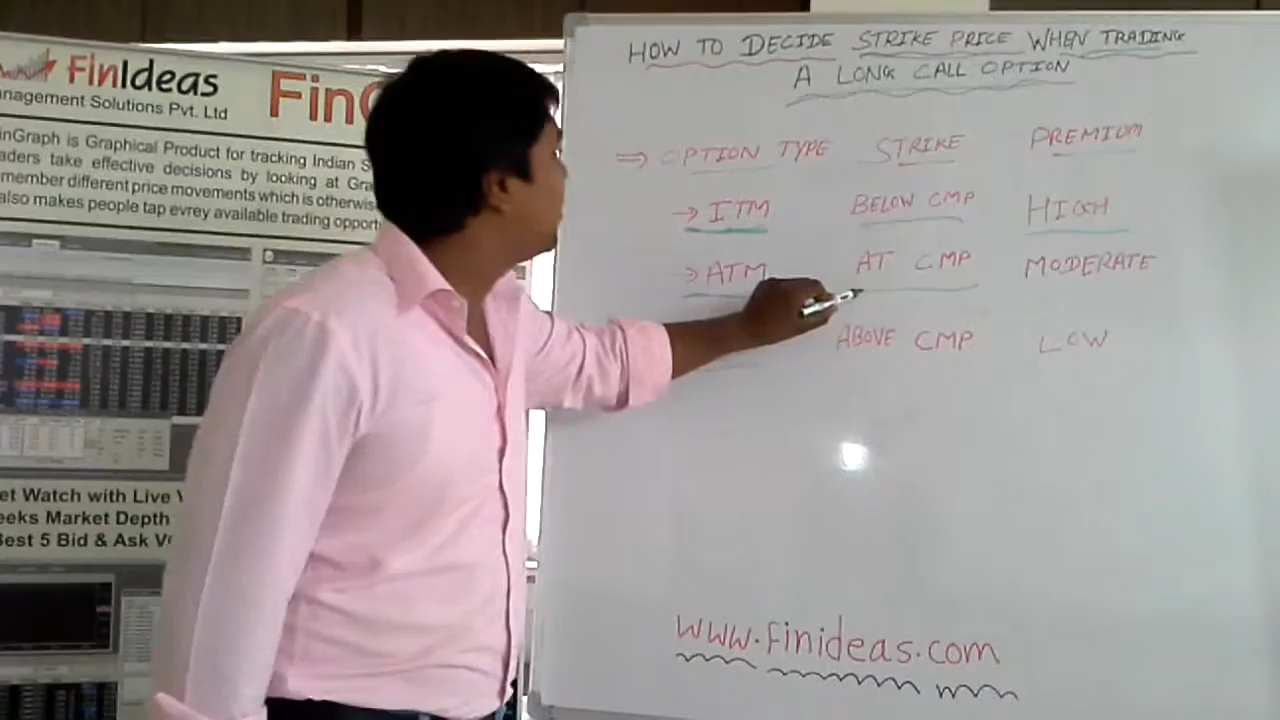 FinIdeas
anagement Solutions Pvt. Ltd
inGraph is Graphical Product for tracking Indian S
aders take effective decisions by looking at Gra
member different price movements which is otherwis
also makes people tap evrey available trading opport
et Watch with Live
eeks Market Depth
Best 5 Bid & Ask
HOW TO DECIDE STRIKE PRICE WHEN TRADING
A LONG CALL OPTION
⇒ OPTION TYPE STRIKE PREMIUM
→ ITM BELOW CMP HIGH
→ ATM AT CMP MODERATE
ABOVE CMP LOW
www.finideas.com